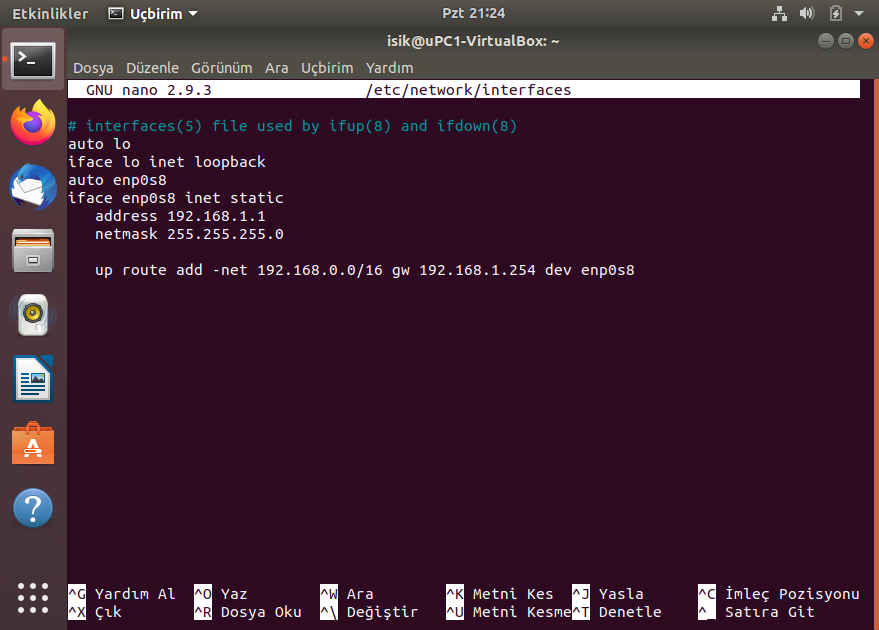 Etkinlikler Uçbirim Pzt 21:24
isik@uPC1-VirtualBox: ~
Dosya Düzenle Görünüm Ara Uçbirim Yardım
GNU nano 2.9.3 /etc/network/interfaces
# interfaces(5) file used by ifup(8) and ifdown(8)
auto lo
iface lo inet loopback
auto enp0s8
iface enp0s8 inet static
address 192.168.1.1
netmask 255.255.255.0
up route add -net 192.168.0.0/16 gw 192.168.1.254 dev enp0s8
^G Yardım Al ^O Yaz ^W Ara ^K Metni Kes ^J Yasla ^C İmleç Pozisyonu
^X Çık ^R Dosya Oku ^\ Değiştir ^U Metni Kesme^T Denetle ^_ Satıra Git